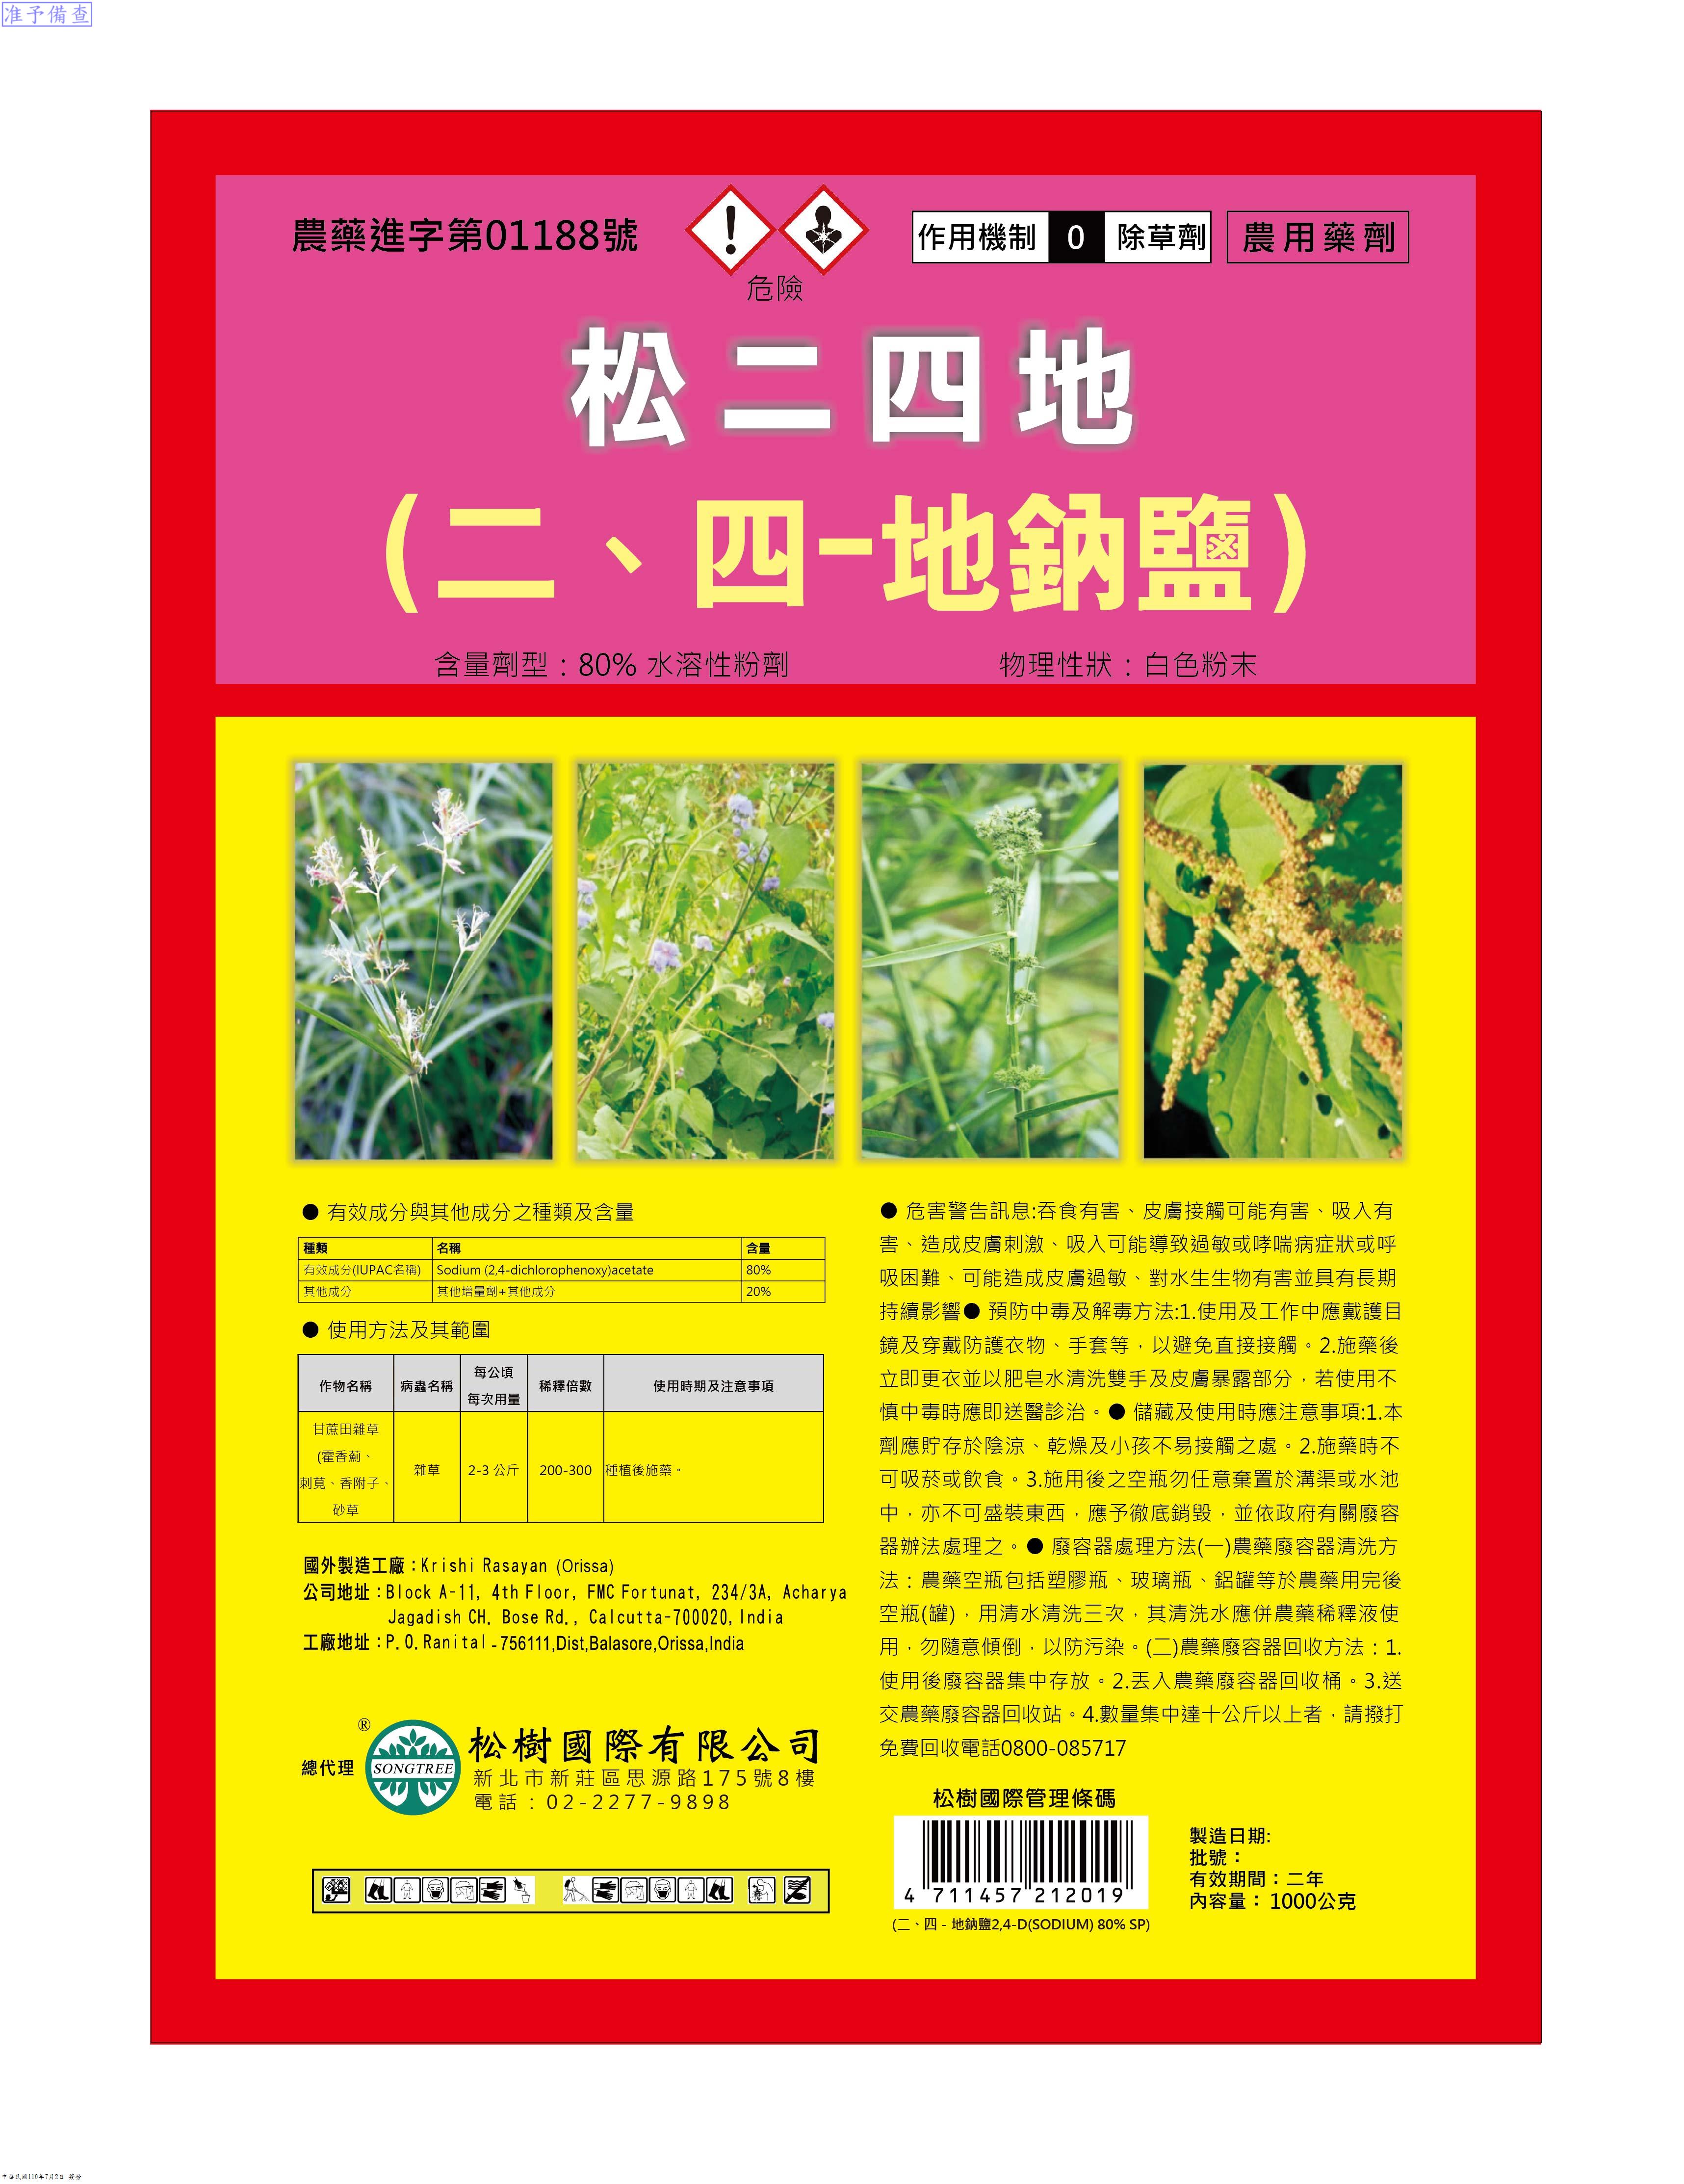 准予備查
農藥進字第01188號
危險
作用機制 0 除草劑
農用藥劑
松二四地
(二、四-地鈉鹽)
含量劑型：80% 水溶性粉劑
物理性狀：白色粉末
● 有效成分與其他成分之種類及含量
種類 名稱 含量
有效成分(IUPAC名稱) Sodium (2,4-dichlorophenoxy)acetate 80%
其他成分 其他增量劑+其他成分 20%
● 使用方法及其範圍
作物名稱 病蟲名稱 每公頃每次用量 稀釋倍數 使用時期及注意事項
甘蔗田雜草
(霍香薊、
刺莧、香附子、
砂草
雜草 2-3 公斤 200-300 種植後施藥。
國外製造工廠：Krishi Rasayan (Orissa)
公司地址：Block A-11, 4th Floor, FMC Fortunat, 234/3A, Acharya
Jagadish CH. Bose Rd., Calcutta-700020, India
工廠地址：P. O. Ranital - 756111,Dist,Balasore,Orissa,India
總代理
®
SONGTREE
松樹國際有限公司
新北市新莊區思源路175號8樓
電話：02-2277-9898
● 危害警告訊息:吞食有害、皮膚接觸可能有害、吸入有
害、造成皮膚刺激、吸入可能導致過敏或哮喘病症狀或呼
吸困難、可能造成皮膚過敏、對水生生物有害並具有長期
持續影響● 預防中毒及解毒方法:1.使用及工作中應戴護目
鏡及穿戴防護衣物、手套等，以避免直接接觸。2.施藥後
立即更衣並以肥皂水清洗雙手及皮膚暴露部分，若使用不
慎中毒時應即送醫診治。● 儲藏及使用時應注意事項:1.本
劑應貯存於陰涼、乾燥及小孩不易接觸之處。2.施藥時不
可吸菸或飲食。3.施用後之空瓶勿任意棄置於溝渠或水池
中，亦不可盛裝東西，應予徹底銷毀，並依政府有關廢容
器辦法處理之。● 廢容器處理方法(一)農藥廢容器清洗方
法：農藥空瓶包括塑膠瓶、玻璃瓶、鋁罐等於農藥用完後
空瓶(罐)，用清水清洗三次，其清洗水應併農藥稀釋液使
用，勿隨意傾倒，以防污染。(二)農藥廢容器回收方法：1.
使用後廢容器集中存放。2.丟入農藥廢容器回收桶。3.送
交農藥廢容器回收站。4.數量集中達十公斤以上者，請撥打
免費回收電話0800-085717
松樹國際管理條碼
4 711457 212019
(二、四 - 地鈉鹽2,4-D(SODIUM) 80% SP)
製造日期:
批號：
有效期間：二年
內容量： 1000公克
中華民國110年7月2日 簽發